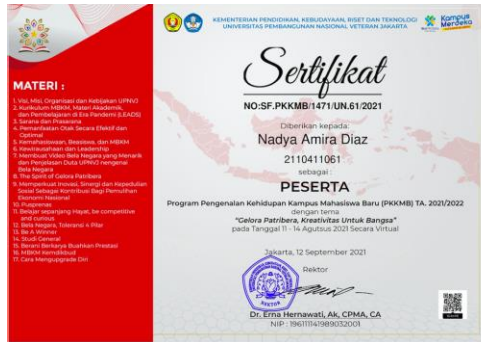 MATERI :
1. Visi, Misi, Organisasi dan Kebijakan UPNVJ
2. Kurikulum MBKM, Materi Akademik,
dan Pembelajaran di Era Pandemi (LEADS)
3. Sarana dan Prasarana
4. Pemanfaatan Otak Secara Efektif dan
Optimal
5. Kemahasiswaan, Beasiswa, dan MBKM
6. Kewirausahaan dan Leadership
7. Membuat Video Bela Negara yang Menarik
dan Penjelasan Duta UPNVJ nengenai
Bela Negara
8. The Spirit of Gelora Patribera
9. Memperkuat Inovasi, Sinergi dan Kepedulian
Sosial Sebagai Kontribusi Bagi Pemulihan
Ekonomi Nasional
10. Puspresnas
11. Belajar sepanjang Hayat, be competitive
and curious
12. Bela Negara, Toleransi 4 Pilar
13. Be A Winner
14. Studi General
15. Berani Berkarya Buahkan Prestasi
16. MBKM Kemdikbud
17. Cara Mengupgrade Diri
KEMENTERIAN PENDIDIKAN, KEBUDAYAAN, RISET DAN TEKNOLOGI
UNIVERSITAS PEMBANGUNAN NASIONAL VETERAN JAKARTA
Kampus
Merdeka
Sertifikat
NO:SF.PKKMB/1471/UN.61/2021
Diberikan kepada:
Nadya Amira Diaz
2110411061
sebagai :
PESERTA
Program Pengenalan Kehidupan Kampus Mahasiswa Baru (PKKMB) TA. 2021/2022
dengan tema
"Gelora Patribera, Kreativitas Untuk Bangsa"
pada Tanggal 11 - 14 Agutsus 2021 Secara Virtual
Jakarta, 12 September 2021
Rektor
REKTOR
Dr. Erna Hernawati, Ak, CPMA, CA
NIP : 196111141989032001